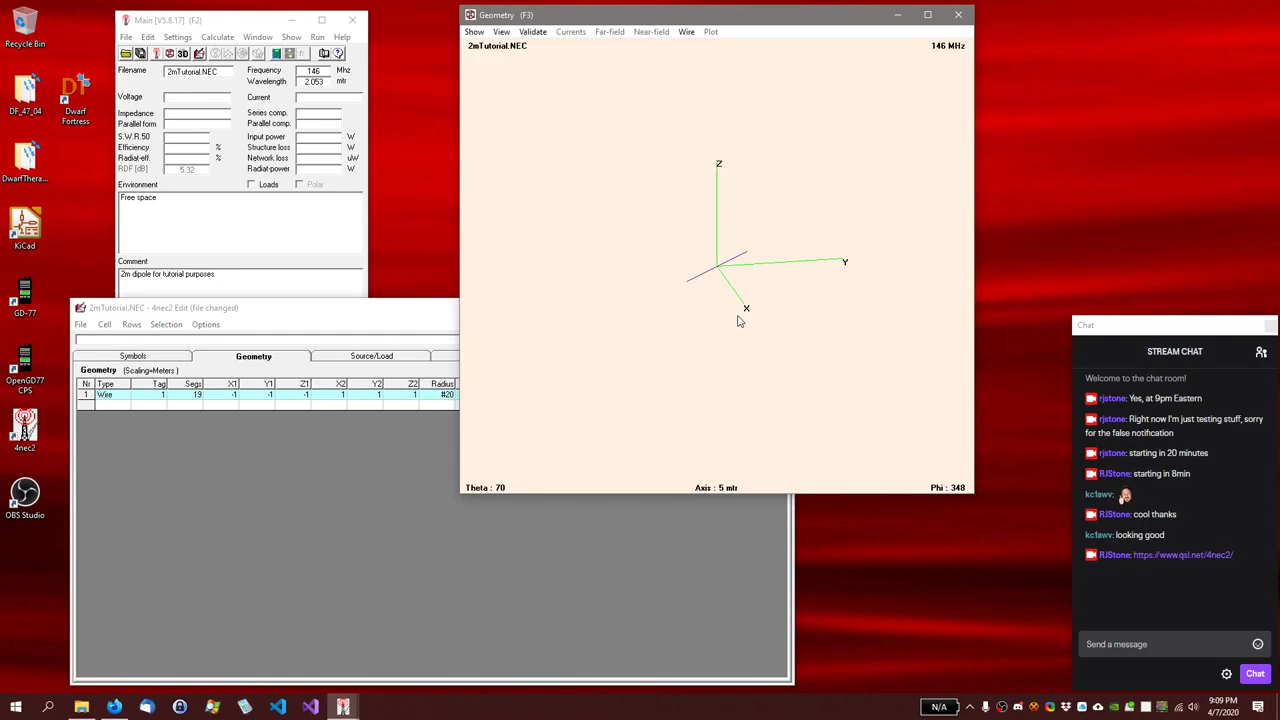 Recycle Bin
DF_47_04
Dwarf
Fortress
DwarfThera...
KiCad
GD-77
OpenGD77
CPS
4nec2
OBS Studio
Main [V5.8.17] (F2)
File Edit Settings Calculate Window Show Run Help
3D
Filename 2mTutorial.NEC Frequency 146 Mhz
Wavelength 2.053 mtr
Voltage Current
Impedance Series comp.
Parallel form Parallel comp.
S.W.R.50 Input power W
Efficiency % Structure loss W
Radiat-eff. % Network loss uW
RDF [dB] 5.32 Radiat-power W
Environment Loads Polar
Free space
Comment
2m dipole for tutorial purposes
2mTutorial.NEC - 4nec2 Edit (file changed)
File Cell Rows Selection Options
Symbols Geometry Source/Load
Geometry (Scaling=Meters )
Nr Type Tag Segs X1 Y1 Z1 X2 Y2 Z2 Radius
1 Wire 1 19 -1 -1 -1 1 1 1 #20
Geometry (F3)
Show View Validate Currents Far-field Near-field Wire Plot
2mTutorial.NEC 146 MHz
Z
Y
X
Theta : 70 Axis : 5 mtr Phi : 348
Chat
STREAM CHAT
Welcome to the chat room!
rjstone: Yes, at 9pm Eastern
rjstone: Right now I'm just testing stuff, sorry
for the false notification
rjstone: starting in 20 minutes
RJStone: starting in 8min
kc1awv:
RJStone: cool thanks
kc1awv: looking good
RJStone: https://www.qsl.net/4nec2/
Send a message
Chat
N/A
9:09 PM
4/7/2020